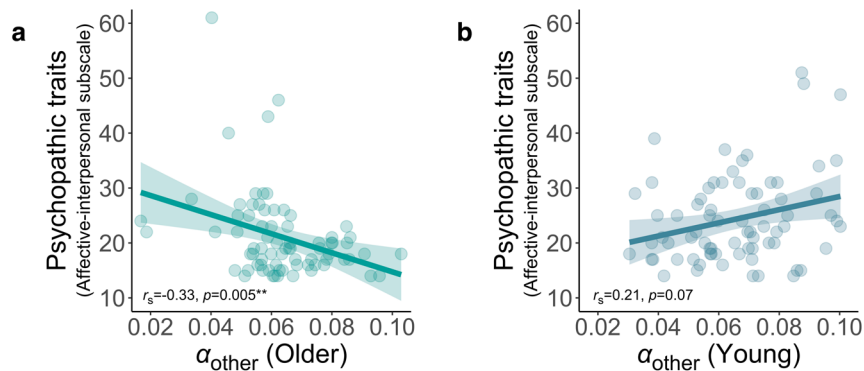 a
Psychopathic traits
(Affective-interpersonal subscale)
60
50
40
30
20
10
rs=-0.33, p=0.005**
0.02 0.04 0.06 0.08 0.10
αother (Older)
b
Psychopathic traits
(Affective-interpersonal subscale)
60
50
40
30
20
10
rs=0.21, p=0.07
0.02 0.04 0.06 0.08 0.10
αother (Young)